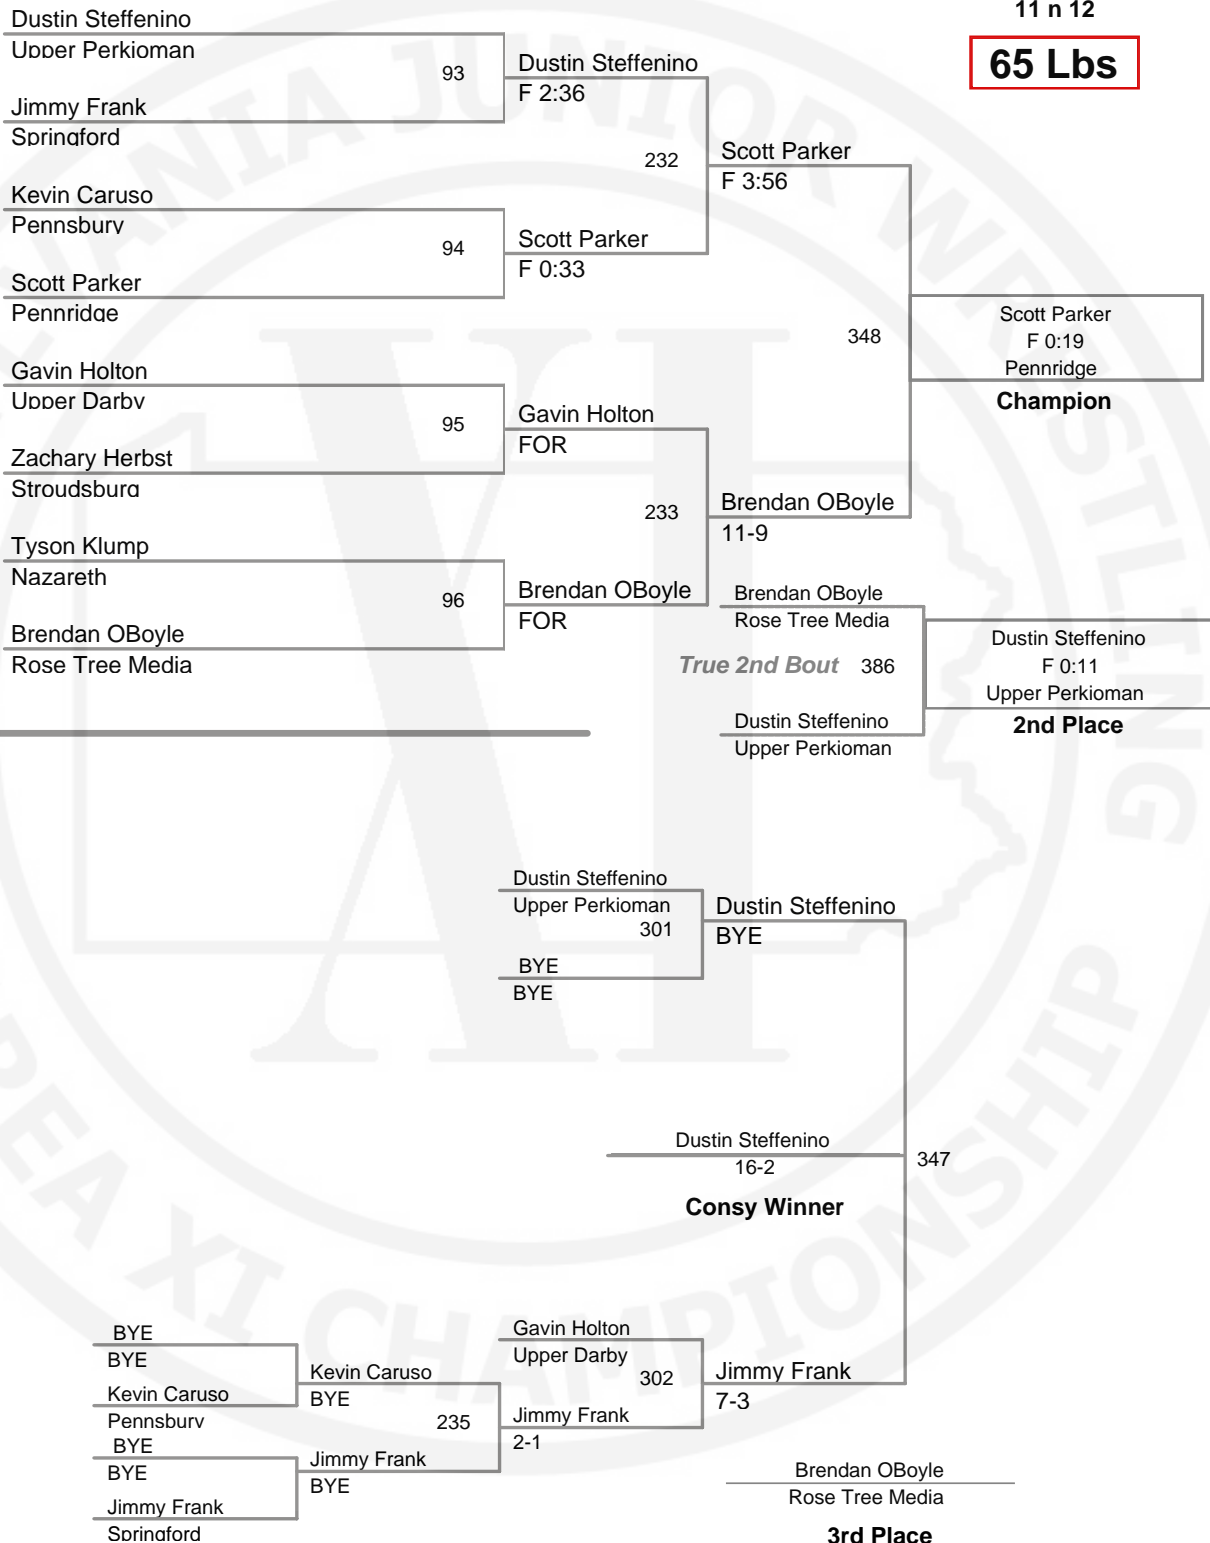 11 n 12
65 Lbs
Dustin Steffenino
Upper Perkioman
93
Jimmy Frank
Springford
Dustin Steffenino
F 2:36
232
Kevin Caruso
Pennsbury
94
Scott Parker
Pennridge
Scott Parker
F 0:33
Scott Parker
F 3:56
348
Gavin Holton
Upper Darby
95
Zachary Herbst
Stroudsburg
Gavin Holton
FOR
233
Tyson Klump
Nazareth
96
Brendan OBoyle
Rose Tree Media
Brendan OBoyle
FOR
Brendan OBoyle
11-9
Scott Parker
F 0:19
Pennridge
Champion
Brendan OBoyle
Rose Tree Media
True 2nd Bout 386
Dustin Steffenino
Upper Perkioman
Dustin Steffenino
F 0:11
Upper Perkioman
2nd Place
Dustin Steffenino
Upper Perkioman
301
BYE
BYE
Dustin Steffenino
BYE
Dustin Steffenino
16-2
347
Consy Winner
BYE
BYE
Kevin Caruso
Pennsbury
Kevin Caruso
BYE
235
BYE
BYE
Jimmy Frank
Springford
Jimmy Frank
BYE
Gavin Holton
Upper Darby
302
Jimmy Frank
2-1
Jimmy Frank
7-3
Brendan OBoyle
Rose Tree Media
3rd Place
XI
JUNIOR WRESTLING
AREA XI CHAMPIONSHIP